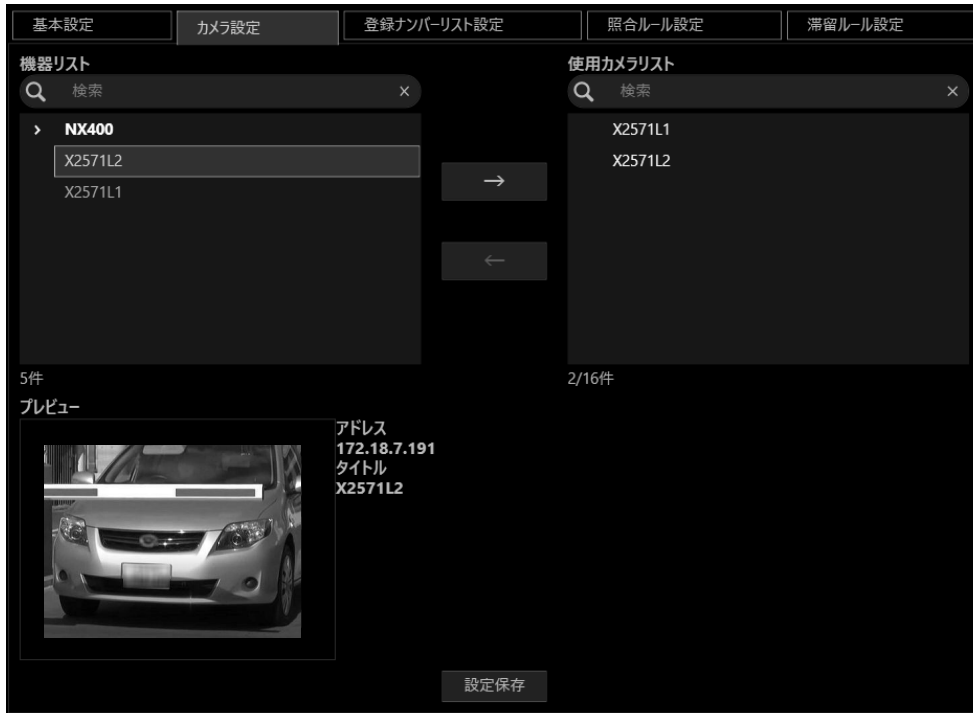 基本設定
カメラ設定
登録ナンバーリスト設定
照合ルール設定
滞留ルール設定
機器リスト
検索
×
NX400
X2571L2
X2571L1
5件
→
←
使用カメラリスト
検索
×
X2571L1
X2571L2
2/16件
プレビュー
アドレス
172.18.7.191
タイトル
X2571L2
設定保存